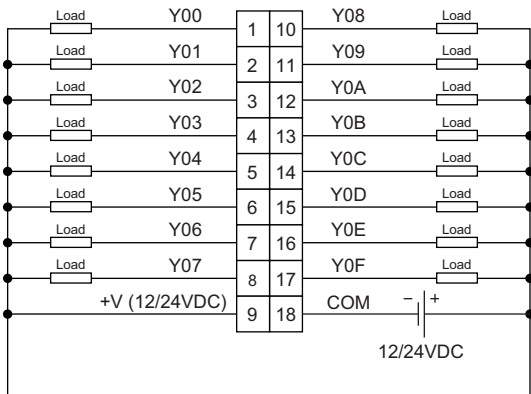 Load Y00 1 10 Y08 Load
Load Y01 2 11 Y09 Load
Load Y02 3 12 Y0A Load
Load Y03 4 13 Y0B Load
Load Y04 5 14 Y0C Load
Load Y05 6 15 Y0D Load
Load Y06 7 16 Y0E Load
Load Y07 8 17 Y0F Load
+V (12/24VDC) 9 18 COM − +
12/24VDC